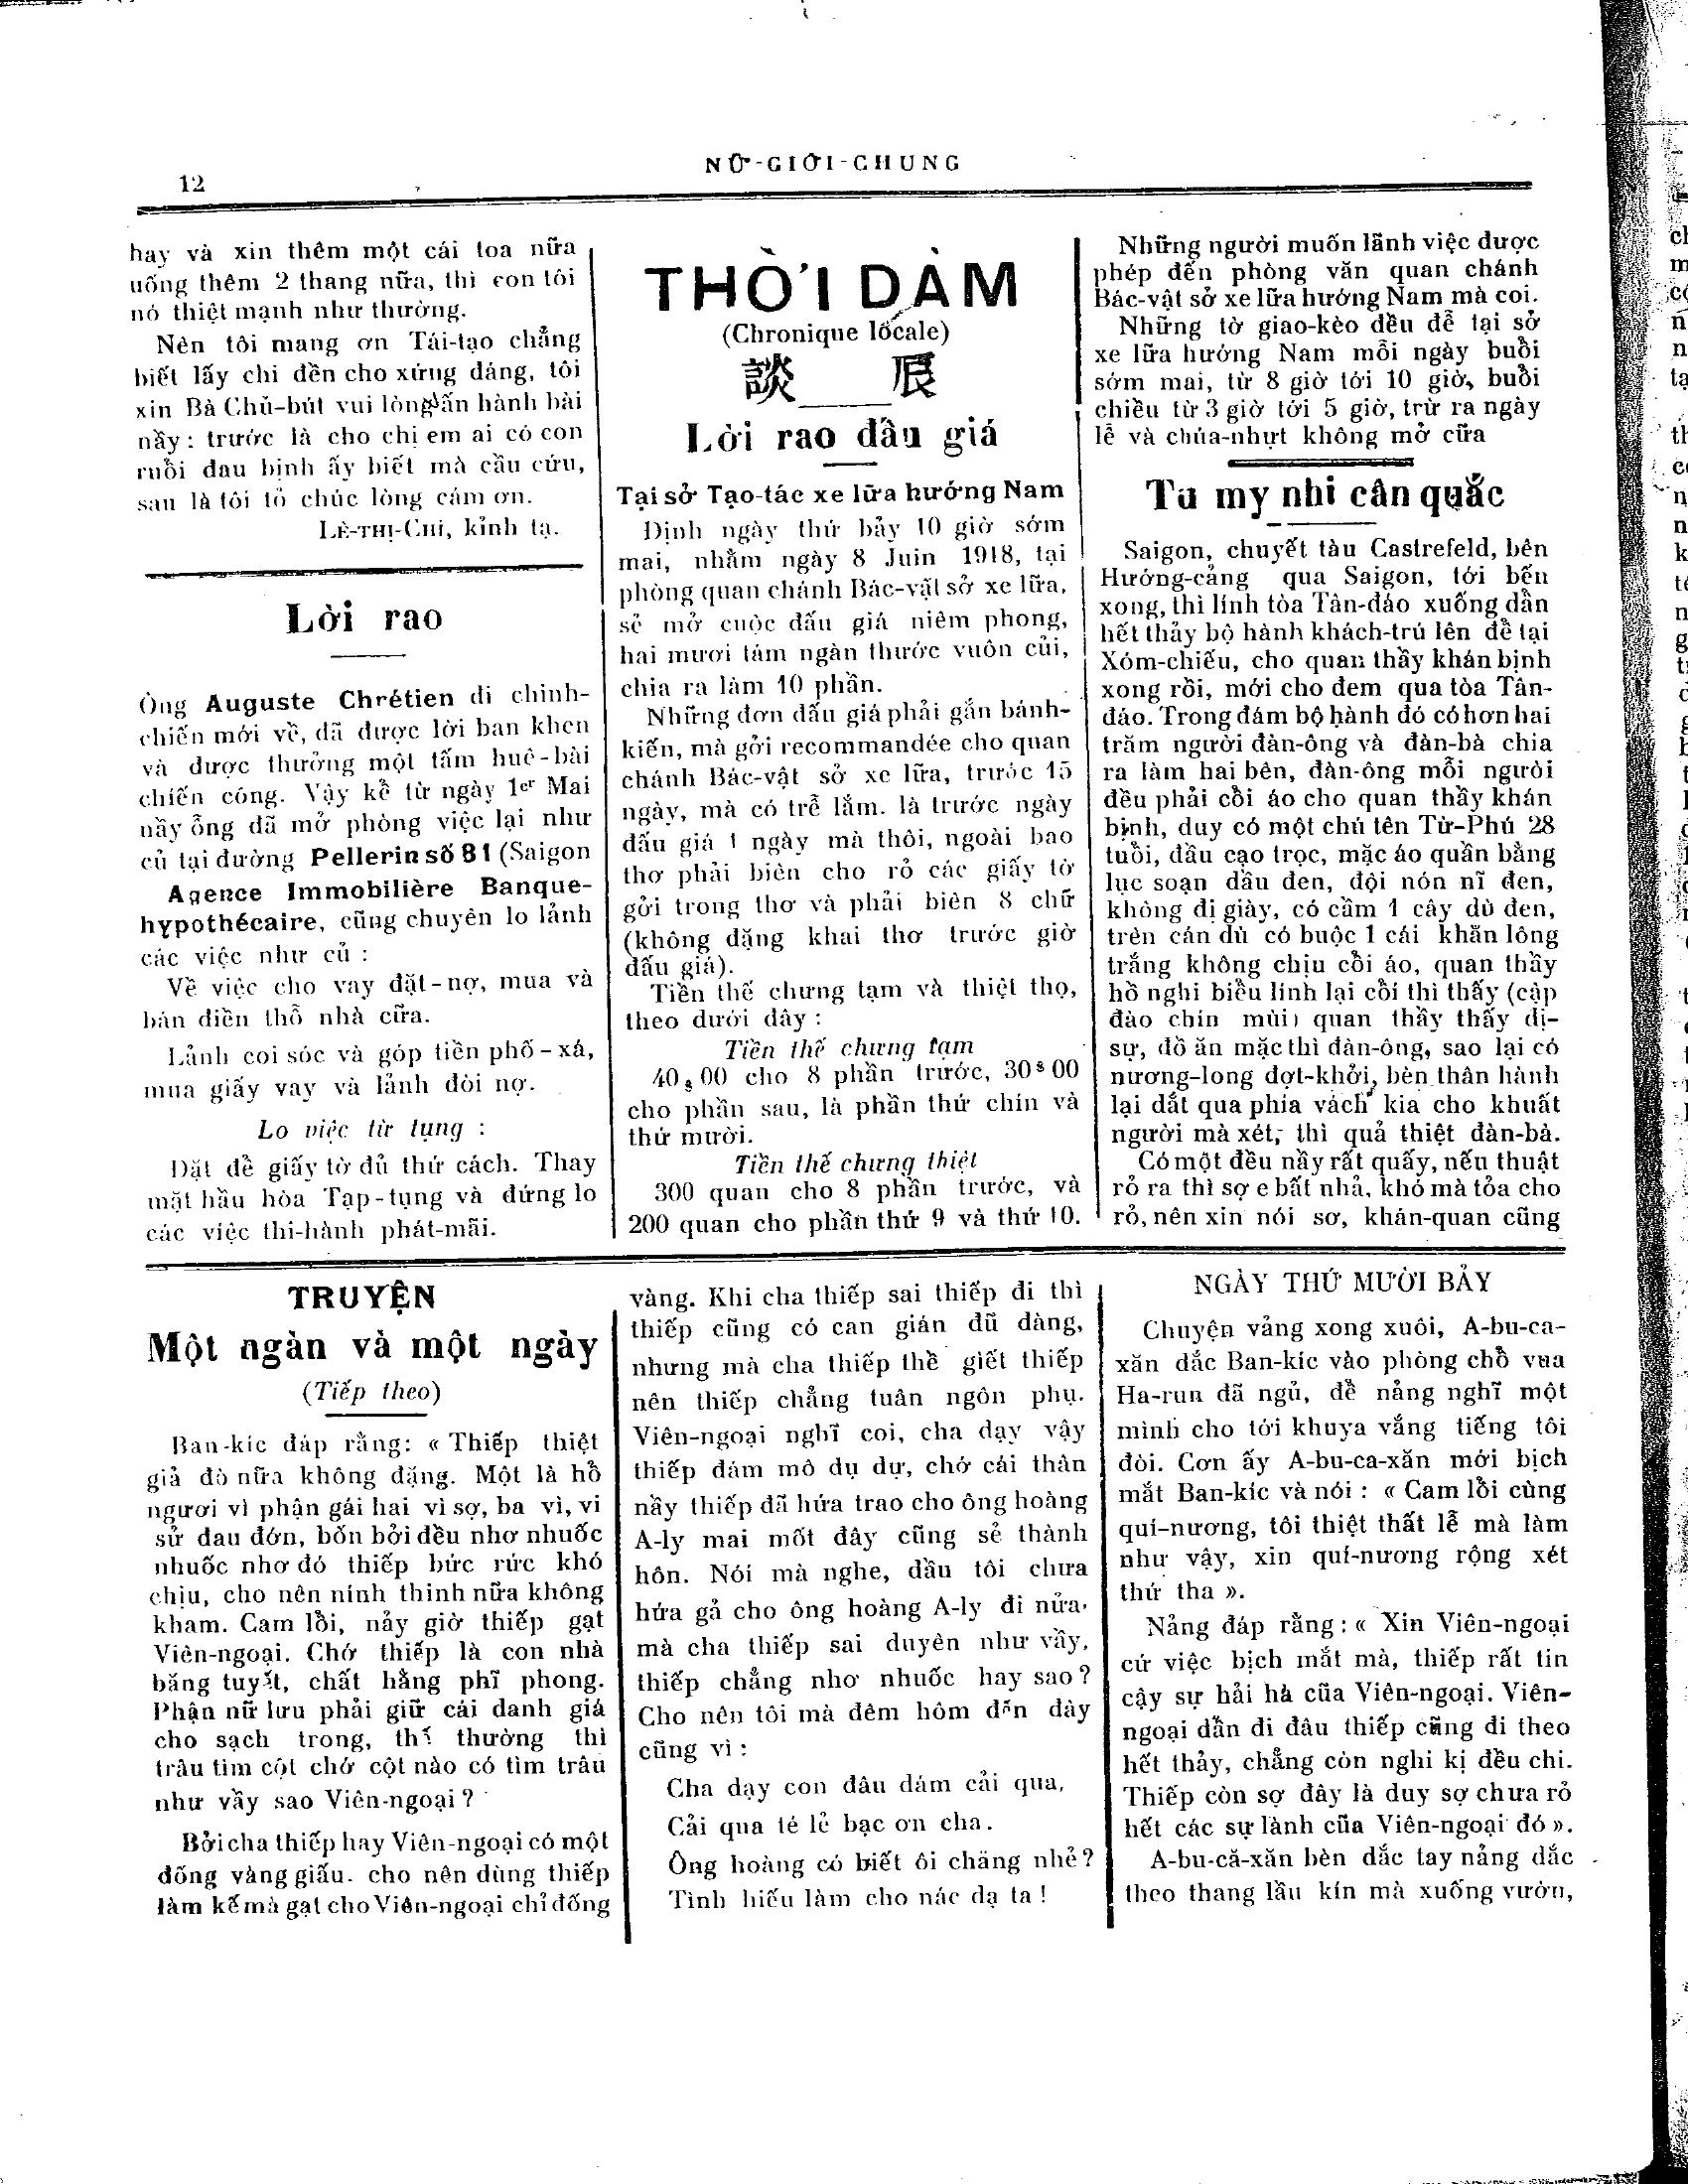 12
NỮ-GIỚI-CHUNG
hay và xin thêm một cái toa nữa
uống thêm 2 thang nữa, thì con tôi
nó thiệt mạnh như thường.
Nên tôi mang ơn Tái-tạo chẳng
biết lấy chi đền cho xứng đáng, tôi
xin Bà Chủ-bút vui lòng ấn hành bài
nầy : trước là cho chị em ai có con
ruồi đau bịnh ấy biết mà cầu cứu,
sau là tôi tỏ chúc lòng cám ơn.
LÊ-THỊ-CHÍ, kỉnh tạ.
Lời rao
Ông Auguste Chrétien đi chinh-
chiến mới về, đã được lời ban khen
và được thưởng một tấm huê-bài
chiến công. Vậy kể từ ngày 1er Mai
nầy ổng đã mở phòng việc lại như
củ tại đường Pellerin số 81 (Saigon
Agence Immobilière Banque-
hypothécaire, cũng chuyên lo lảnh
các việc như củ :
Về việc cho vay đặt-nợ, mua và
bán điền thổ nhà cữa.
Lảnh coi sóc và góp tiền phố-xá,
mua giấy vay và lảnh đòi nợ.
Lo việc từ tụng :
Đặt để giấy tờ đủ thứ cách. Thay
mặt hầu hòa Tạp-tụng và đứng lo
các việc thi-hành phát-mãi.
THỜI ĐÀM
(Chronique locale)
談 辰
Lời rao đấu giá
Tại sở Tạo-tác xe lữa hướng Nam
Định ngày thứ bảy 10 giờ sớm
mai, nhằm ngày 8 Juin 1918, tại
phòng quan chánh Bác-vật sở xe lữa,
sẻ mở cuộc đấu giá niêm phong,
hai mươi tám ngàn thước vuôn củi,
chia ra làm 10 phần.
Những đơn đấu giá phải gắn bánh-
kiến, mà gởi recommandée cho quan
chánh Bác-vật sở xe lữa, trước 15
ngày, mà có trễ lắm. là trước ngày
đấu giá 1 ngày mà thôi, ngoài bao
thơ phải biên cho rỏ các giấy tờ
gởi trong thơ và phải biên 8 chữ
(không đặng khai thơ trước giờ
đấu giá).
Tiền thế chưng tạm và thiệt thọ,
theo dưới đây :
Tiền thế chưng tạm
40$00 cho 8 phần trước, 30$00
cho phần sau, là phần thứ chín và
thứ mười.
Tiền thế chưng thiệt
300 quan cho 8 phần trước, và
200 quan cho phần thứ 9 và thứ 10.
Những người muốn lãnh việc được
phép đến phòng văn quan chánh
Bác-vật sở xe lữa hướng Nam mà coi.
Những tờ giao-kèo đều để tại sở
xe lữa hướng Nam mỗi ngày buổi
sớm mai, từ 8 giờ tới 10 giờ, buổi
chiều từ 3 giờ tới 5 giờ, trừ ra ngày
lễ và chúa-nhựt không mở cữa
Tu my nhi cân quắc
Saigon, chuyết tàu Castrefeld, bên
Hướng-cảng qua Saigon, tới bến
xong, thì lính tòa Tân-đáo xuống dẫn
hết thảy bộ hành khách-trú lên để tại
Xóm-chiếu, cho quan thầy khán bịnh
xong rồi, mới cho đem qua tòa Tân-
đáo. Trong đám bộ hành đó có hơn hai
trăm người đàn-ông và đàn-bà chia
ra làm hai bên, đàn-ông mỗi người
đều phải cỡi áo cho quan thầy khán
bịnh, duy có một chú tên Từ-Phú 28
tuổi, đầu cạo trọc, mặc áo quần bằng
lục soạn dầu đen, đội nón nĩ đen,
không đi giày, có cầm 1 cây dù đen,
trên cán dù có buộc 1 cái khăn lông
trắng không chịu cỡi áo, quan thầy
hồ nghi biểu lính lại cỡi thì thấy (cặp
đào chín mùi) quan thầy thấy dị-
sự, đồ ăn mặc thì đàn-ông, sao lại có
nương-long đợt-khởi, bèn thân hành
lại dắt qua phía vách kia cho khuất
người mà xét, thì quả thiệt đàn-bà.
Có một đều nầy rất quấy, nếu thuật
rỏ ra thì sợ e bất nhả, khó mà tỏa cho
rỏ, nên xin nói sơ, khán-quan cũng
TRUYỆN
Một ngàn và một ngày
(Tiếp theo)
Ban-kíc đáp rằng: « Thiếp thiệt
giả đò nữa không đặng. Một là hổ
ngươi vì phận gái hai vì sợ, ba vì, vi
sử đau đớn, bốn bởi đều nhơ nhuốc
nhuốc nhơ đó thiếp bức rức khó
chịu, cho nên nính thinh nữa không
kham. Cam lỗi, nảy giờ thiếp gạt
Viên-ngoại. Chớ thiếp là con nhà
băng tuyết, chất hằng phỉ phong.
Phận nữ lưu phải giữ cái danh giá
cho sạch trong, thì thường thì
trâu tìm cột chớ cột nào có tìm trâu
như vầy sao Viên-ngoại ?
Bởi cha thiếp hay Viên-ngoại có một
đống vàng giấu. cho nên dùng thiếp
làm kế mà gạt cho Viên-ngoại chỉ đống
vàng. Khi cha thiếp sai thiếp đi thì
thiếp cũng có can gián đũ đàng,
nhưng mà cha thiếp thề giết thiếp
nên thiếp chẳng tuân ngôn phụ.
Viên-ngoại nghĩ coi, cha dạy vậy
thiếp đám mô dụ dự, chớ cái thân
nầy thiếp đã hứa trao cho ông hoàng
A-ly mai mốt đây cũng sẻ thành
hôn. Nói mà nghe, dầu tôi chưa
hứa gả cho ông hoàng A-ly đi nửa,
mà cha thiếp sai duyên như vầy,
thiếp chẳng nhơ nhuốc hay sao ?
Cho nên tôi mà đêm hôm đến đây
cũng vì :
Cha dạy con đâu dám cải qua,
Cải qua té lẻ bạc ơn cha.
Ông hoàng có biết ôi chăng nhẻ ?
Tình hiếu làm cho nác dạ ta !
NGÀY THỨ MƯỜI BẢY
Chuyện vảng xong xuôi, A-bu-ca-
xăn dắc Ban-kíc vào phòng chỗ vua
Ha-run đã ngủ, để nảng nghĩ một
mình cho tới khuya vắng tiếng tôi
đòi. Cơn ấy A-bu-ca-xăn mới bịch
mắt Ban-kíc và nói : « Cam lỗi cùng
quí-nương, tôi thiệt thất lễ mà làm
như vậy, xin quí-nương rộng xét
thứ tha ».
Nảng đáp rằng : « Xin Viên-ngoại
cứ việc bịch mắt mà, thiếp rất tin
cậy sự hải hà cũa Viên-ngoại. Viên-
ngoại dẫn đi đâu thiếp cũng đi theo
hết thảy, chẳng còn nghi kị đều chi.
Thiếp còn sợ đây là duy sợ chưa rỏ
hết các sự lành cũa Viên-ngoại đó ».
A-bu-că-xăn bèn dắc tay nảng dắc
theo thang lầu kín mà xuống vườn,